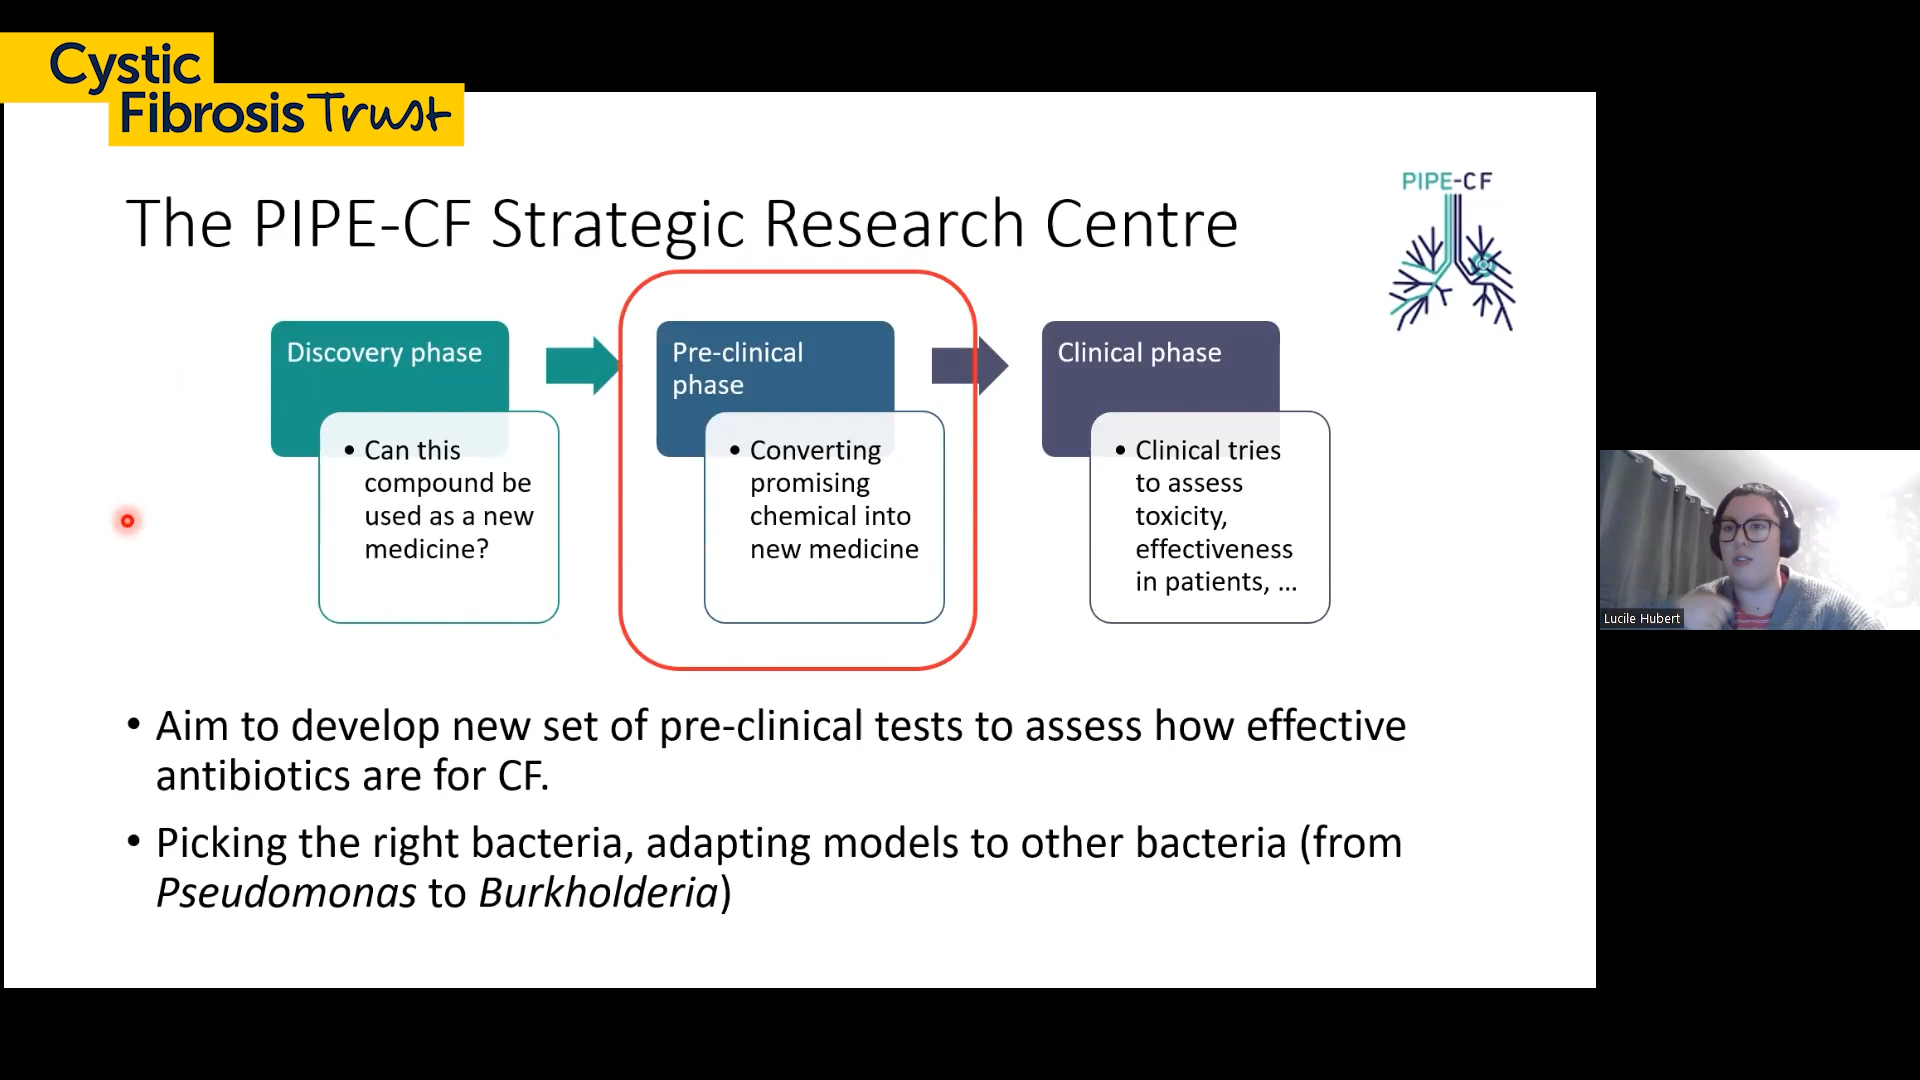 Cystic
Fibrosis Trust
PIPE-CF
The PIPE-CF Strategic Research Centre
Discovery phase
• Can this
compound be
used as a new
medicine?
Pre-clinical
phase
• Converting
promising
chemical into
new medicine
Clinical phase
• Clinical tries
to assess
toxicity,
effectiveness
in patients, ...
• Aim to develop new set of pre-clinical tests to assess how effective
antibiotics are for CF.
• Picking the right bacteria, adapting models to other bacteria (from
Pseudomonas to Burkholderia)
Lucile Hubert